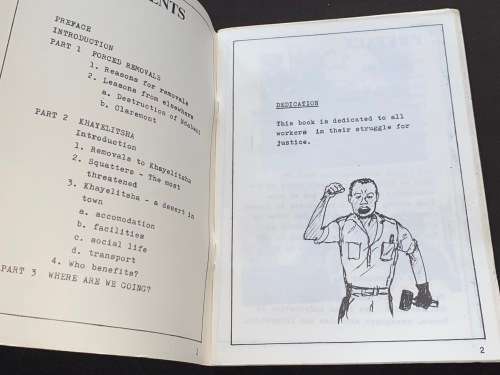 ENTS
PREFACE
INTRODUCTION
PART 1 FORCED REMOVALS
1. Reasons for removals
2. Lessons from elsewhere
a. Destruction of Ndabeni
b. Claremont
PART 2 KHAYELITSHA
Introduction
1. Removals to Khayelitsha
2. Squatters - The most
threatened
3. Khayelitsha - a desert in
town
a. accomodation
b. facilities
c. social life
d. transport
4. Who benefits?
PART 3 WHERE ARE WE GOING?
1
DEDICATION
This book is dedicated to all
workers in their struggle for
justice.
2